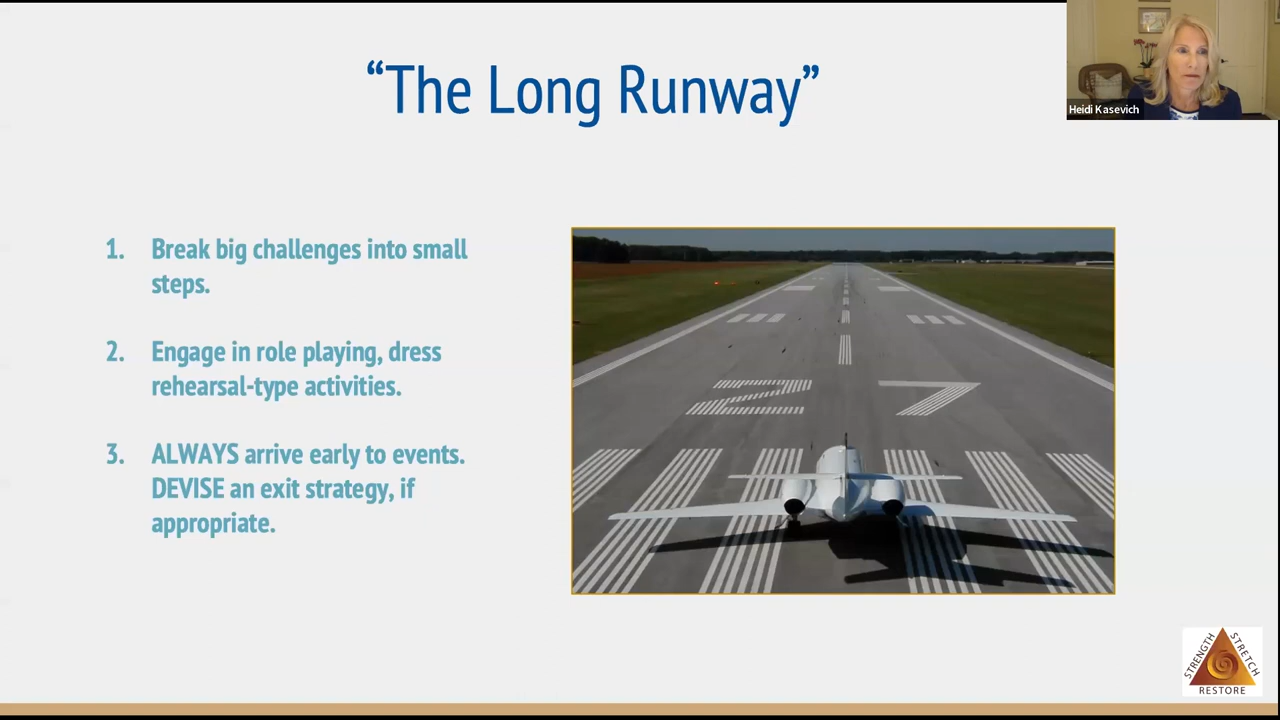 “The Long Runway”
Heidi Kasevich
1. Break big challenges into small
steps.
2. Engage in role playing, dress
rehearsal-type activities.
3. ALWAYS arrive early to events.
DEVISE an exit strategy, if
appropriate.
27
STRENGTH
STRETCH
RESTORE